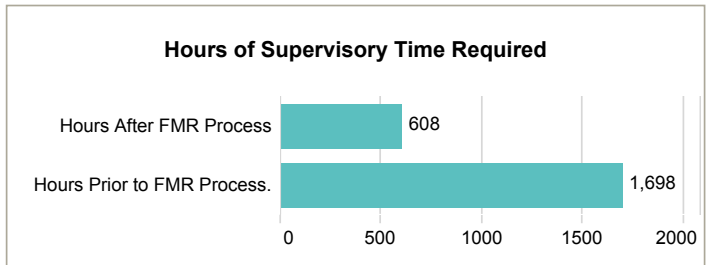 Hours of Supervisory Time Required
Hours After FMR Process
608
Hours Prior to FMR Process.
1,698
0 500 1000 1500 2000